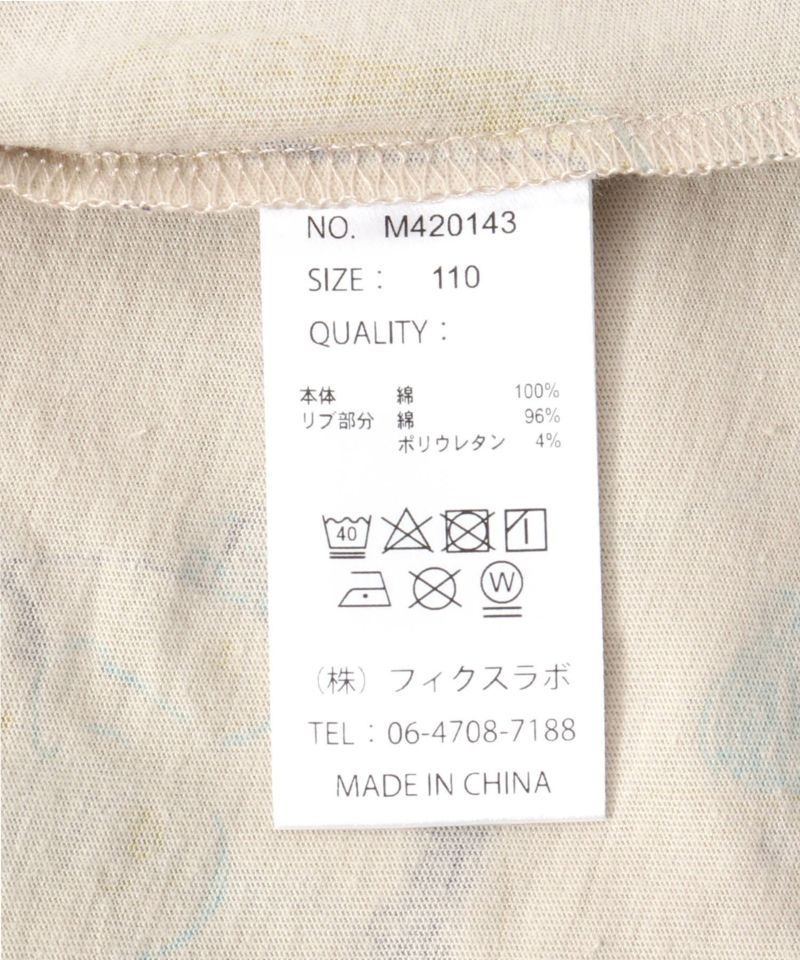 NO. M420143
SIZE : 110
QUALITY :
本体 綿 100%
リブ部分 綿 96%
ポリウレタン 4%
40
W
(株) フィクスラボ
TEL : 06-4708-7188
MADE IN CHINA